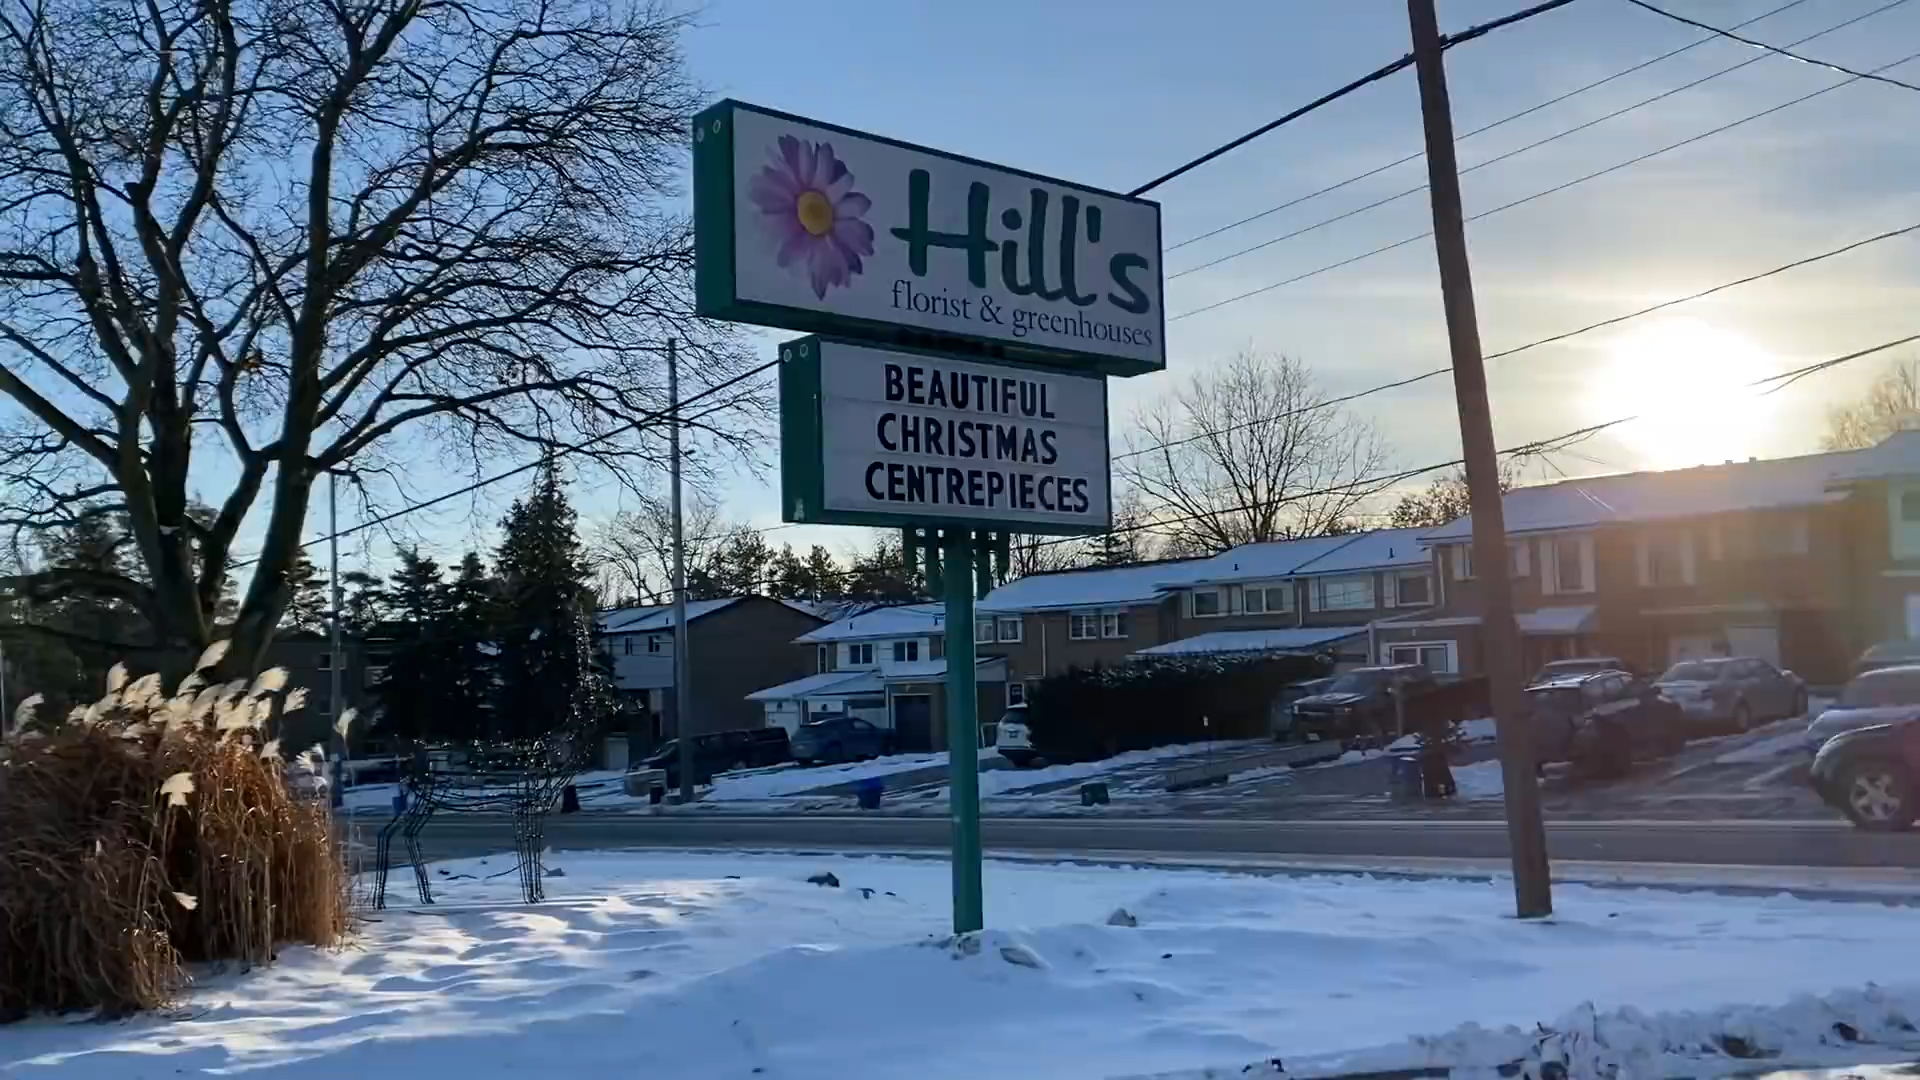 Hill's
florist & greenhouses
BEAUTIFUL
CHRISTMAS
CENTREPIECES